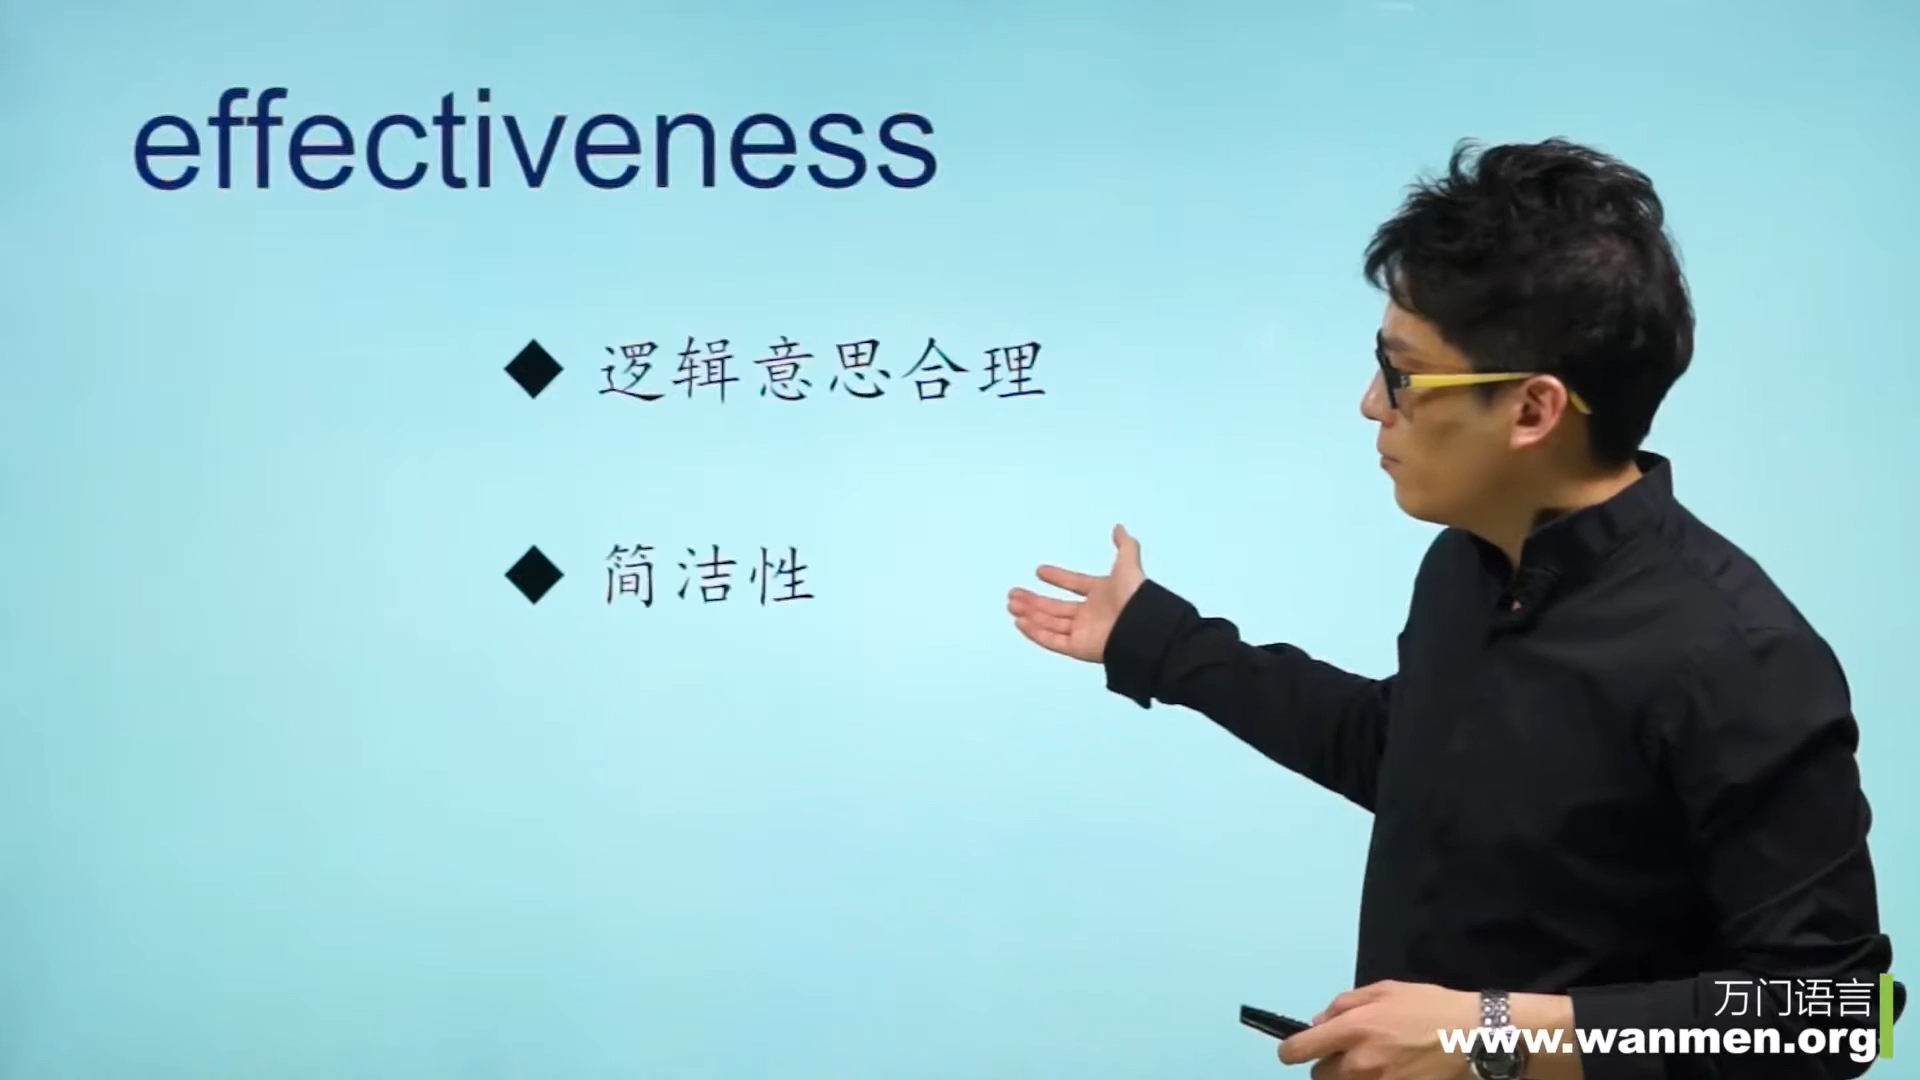 effectiveness
◆ 逻辑意思合理
◆ 简洁性
万门语言
www.wanmen.org